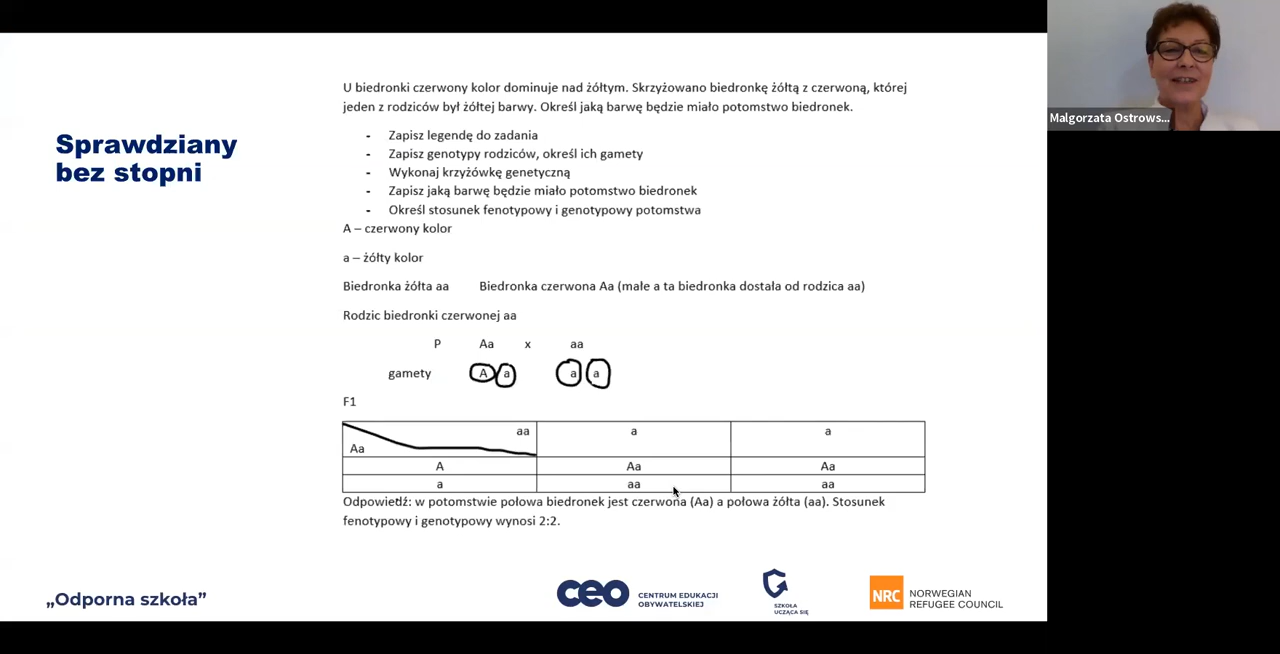 Sprawdziany
bez stopni
U biedronki czerwony kolor dominuje nad żółtym. Skrzyżowano biedronkę żółtą z czerwoną, której
jeden z rodziców był żółtej barwy. Określ jaką barwę będzie miało potomstwo biedronek.
- Zapisz legendę do zadania
- Zapisz genotypy rodziców, określ ich gamety
- Wykonaj krzyżówkę genetyczną
- Zapisz jaką barwę będzie miało potomstwo biedronek
- Określ stosunek fenotypowy i genotypowy potomstwa
A – czerwony kolor
a – żółty kolor
Biedronka żółta aa Biedronka czerwona Aa (małe a ta biedronka dostała od rodzica aa)
Rodzic biedronki czerwonej aa
P Aa x aa
gamety A a a a
F1
aa a a
Aa
A Aa Aa
a aa aa
Odpowiedź: w potomstwie połowa biedronek jest czerwona (Aa) a połowa żółta (aa). Stosunek
fenotypowy i genotypowy wynosi 2:2.
„Odporna szkoła”
ceo CENTRUM EDUKACJI
OBYWATELSKIEJ
SZKOŁA
UCZĄCA SIĘ
NRC NORWEGIAN
REFUGEE COUNCIL
Malgorzata Ostrows...